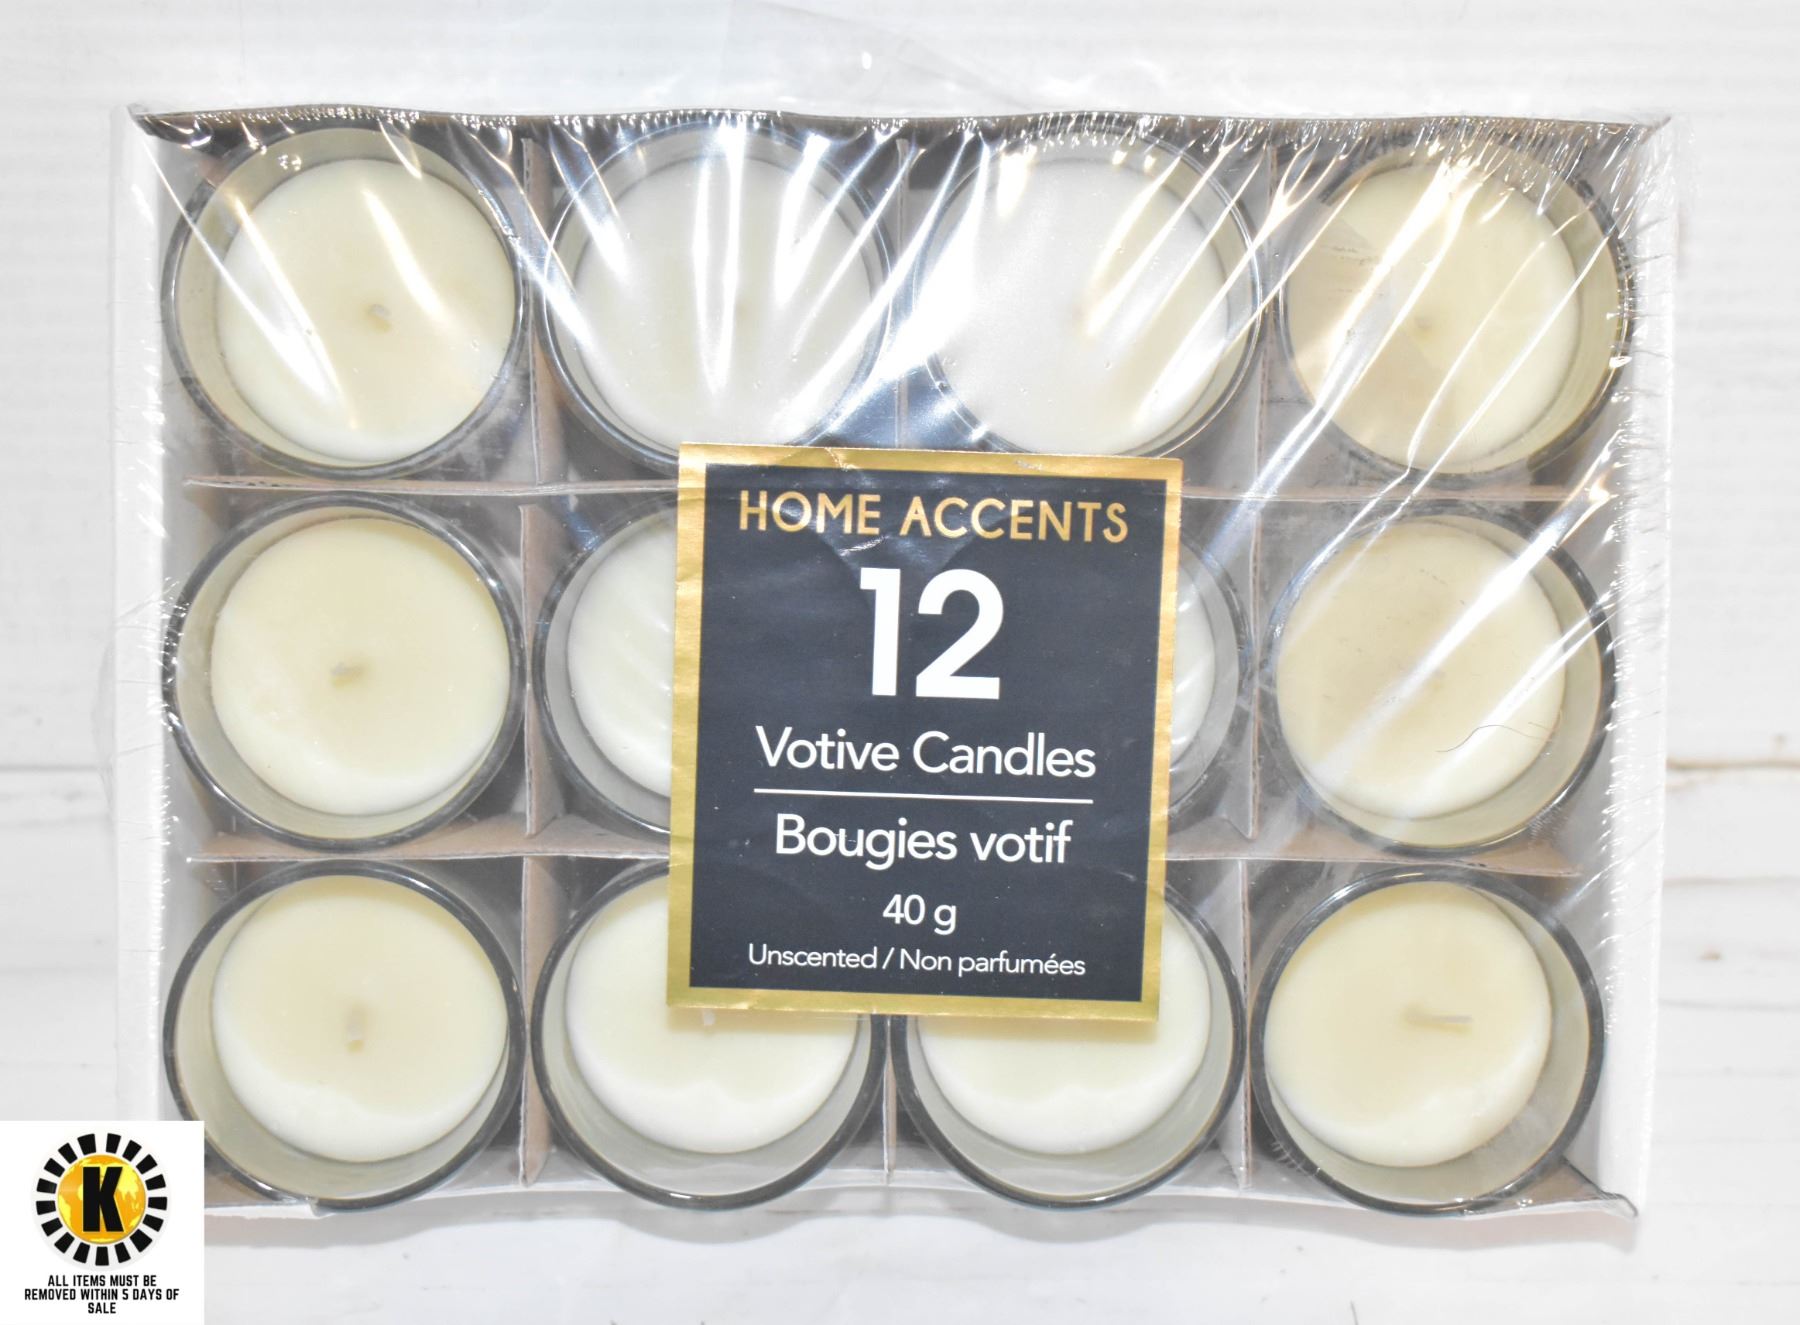 HOME ACCENTS
12
Votive Candles
Bougies votif
40 g
Unscented / Non parfumées
K
ALL ITEMS MUST BE
REMOVED WITHIN 5 DAYS OF
SALE